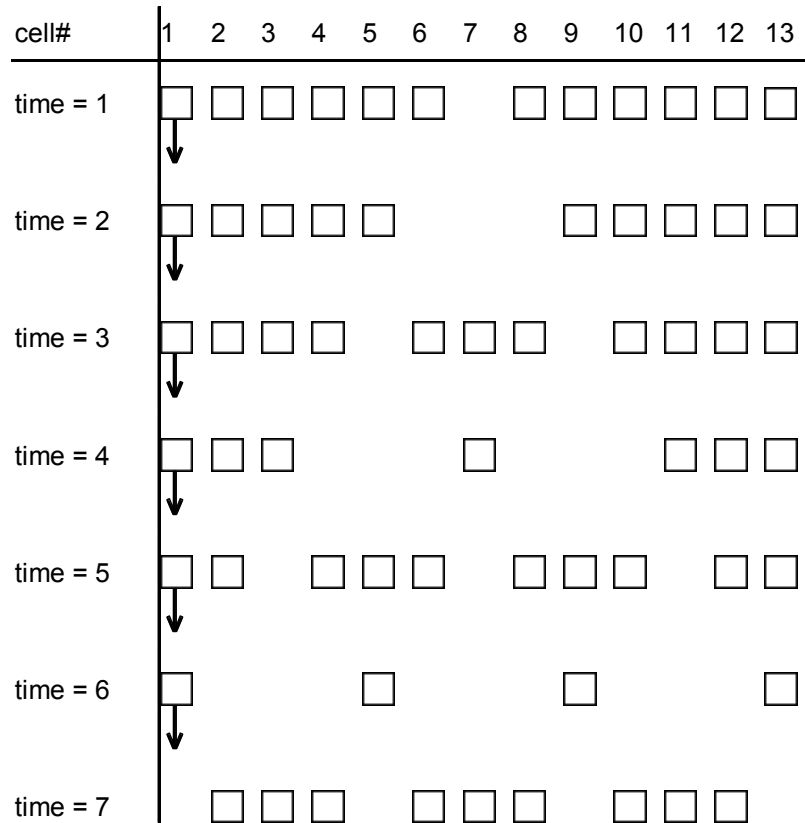 cell# 1 2 3 4 5 6 7 8 9 10 11 12 13
time = 1
time = 2
time = 3
time = 4
time = 5
time = 6
time = 7